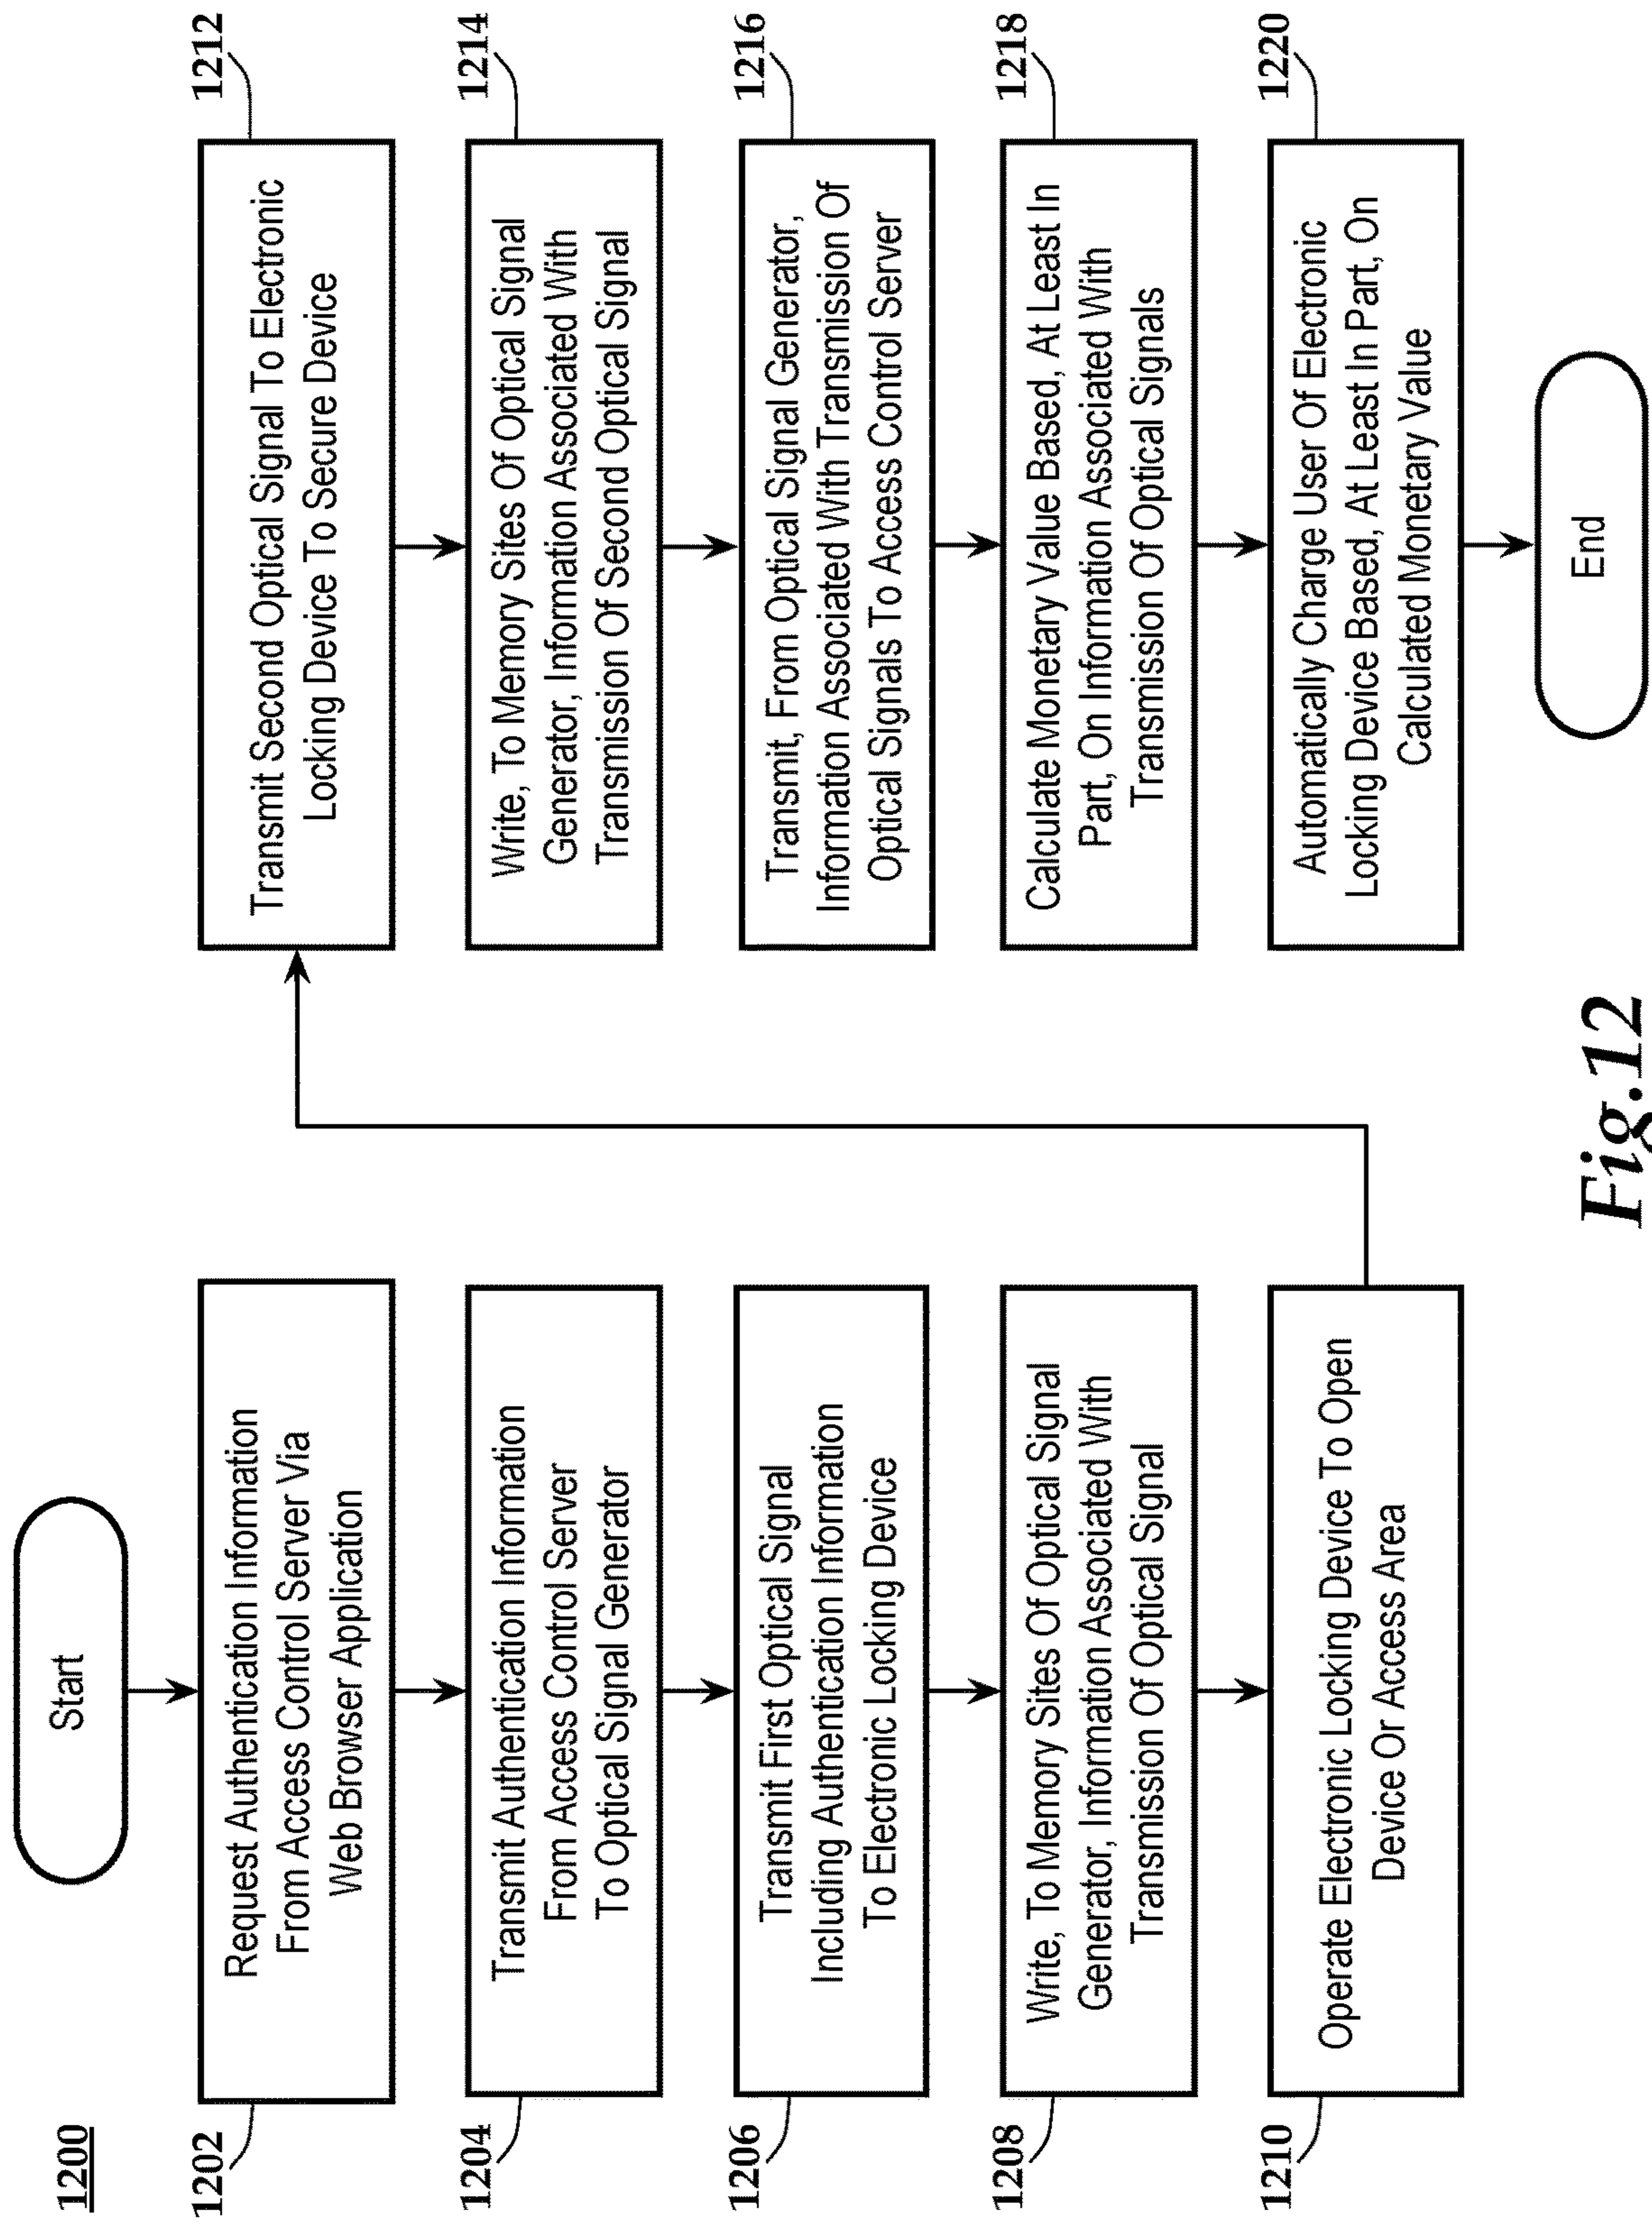 1200
Start
1202
Request Authentication Information
From Access Control Server Via
Web Browser Application
1204
Transmit Authentication Information
From Access Control Server
To Optical Signal Generator
1206
Transmit First Optical Signal
Including Authentication Information
To Electronic Locking Device
1208
Write, To Memory Sites Of Optical Signal
Generator, Information Associated With
Transmission Of Optical Signal
1210
Operate Electronic Locking Device To Open
Device Or Access Area
1212
Transmit Second Optical Signal To Electronic
Locking Device To Secure Device
1214
Write, To Memory Sites Of Optical Signal
Generator, Information Associated With
Transmission Of Second Optical Signal
1216
Transmit, From Optical Signal Generator,
Information Associated With Transmission Of
Optical Signals To Access Control Server
1218
Calculate Monetary Value Based, At Least In
Part, On Information Associated With
Transmission Of Optical Signals
1220
Automatically Charge User Of Electronic
Locking Device Based, At Least In Part, On
Calculated Monetary Value
End
Fig.12